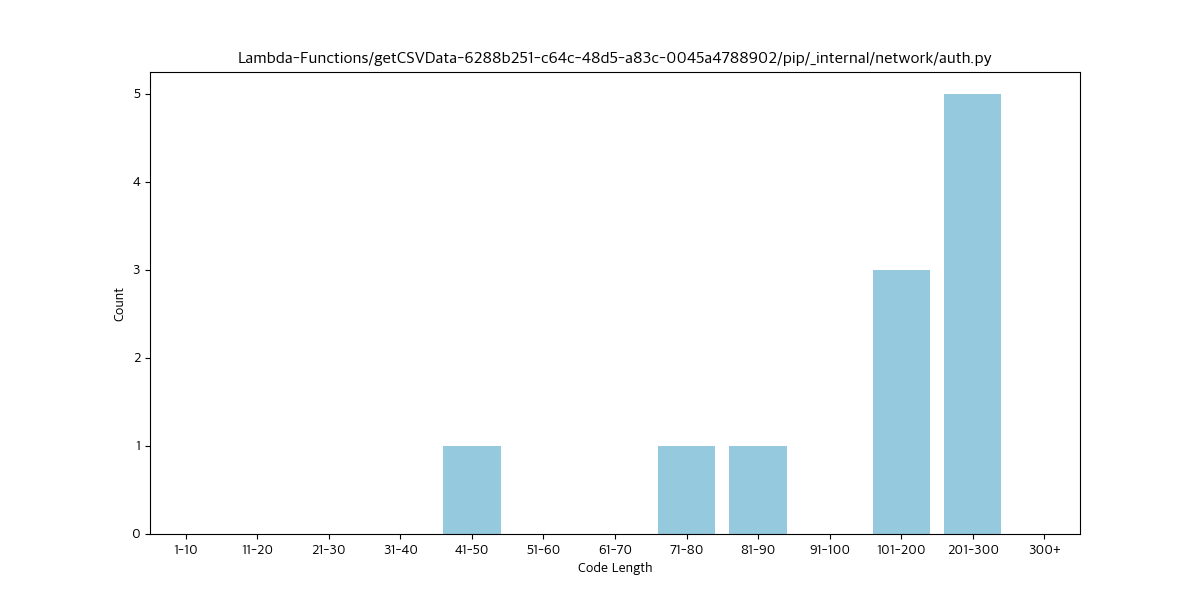 Lambda-Functions/getCSVData-6288b251-c64c-48d5-a83c-0045a4788902/pip/_internal/network/auth.py
5
4
3
2
1
0
Count
1-10 11-20 21-30 31-40 41-50 51-60 61-70 71-80 81-90 91-100 101-200 201-300 300+
Code Length